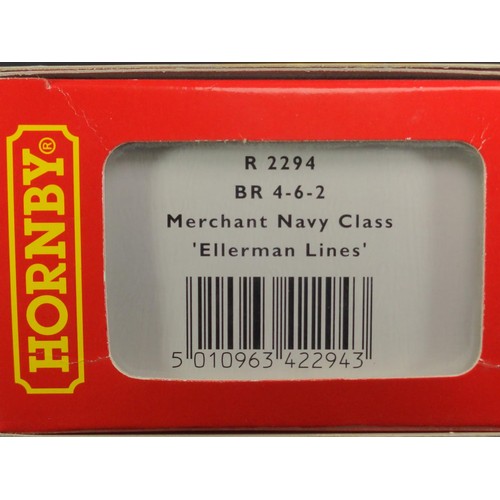 HORNBY®
R 2294
BR 4-6-2
Merchant Navy Class
'Ellerman Lines'
5 010963 422943